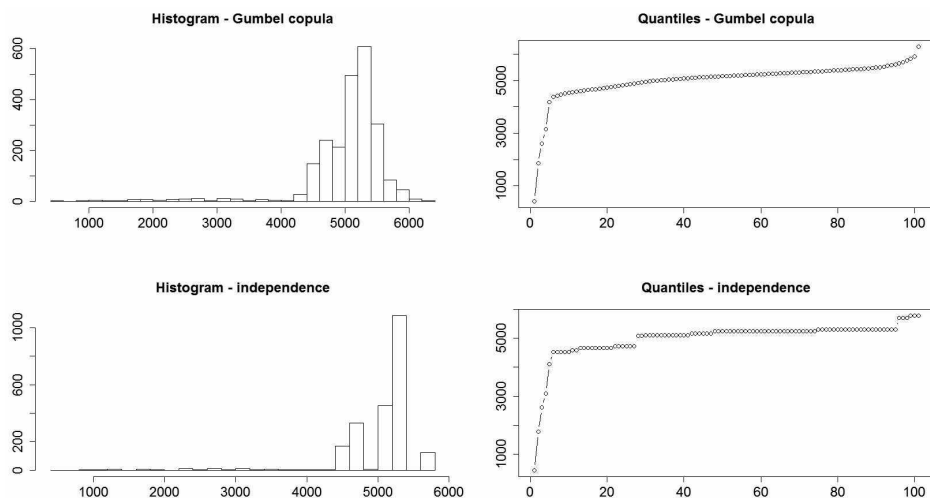 Histogram - Gumbel copula
0 200 400 600
1000 2000 3000 4000 5000 6000
Quantiles - Gumbel copula
1000 3000 5000
0 20 40 60 80 100
Histogram - independence
0 200 400 600 800 1000
1000 2000 3000 4000 5000 6000
Quantiles - independence
1000 3000 5000
0 20 40 60 80 100